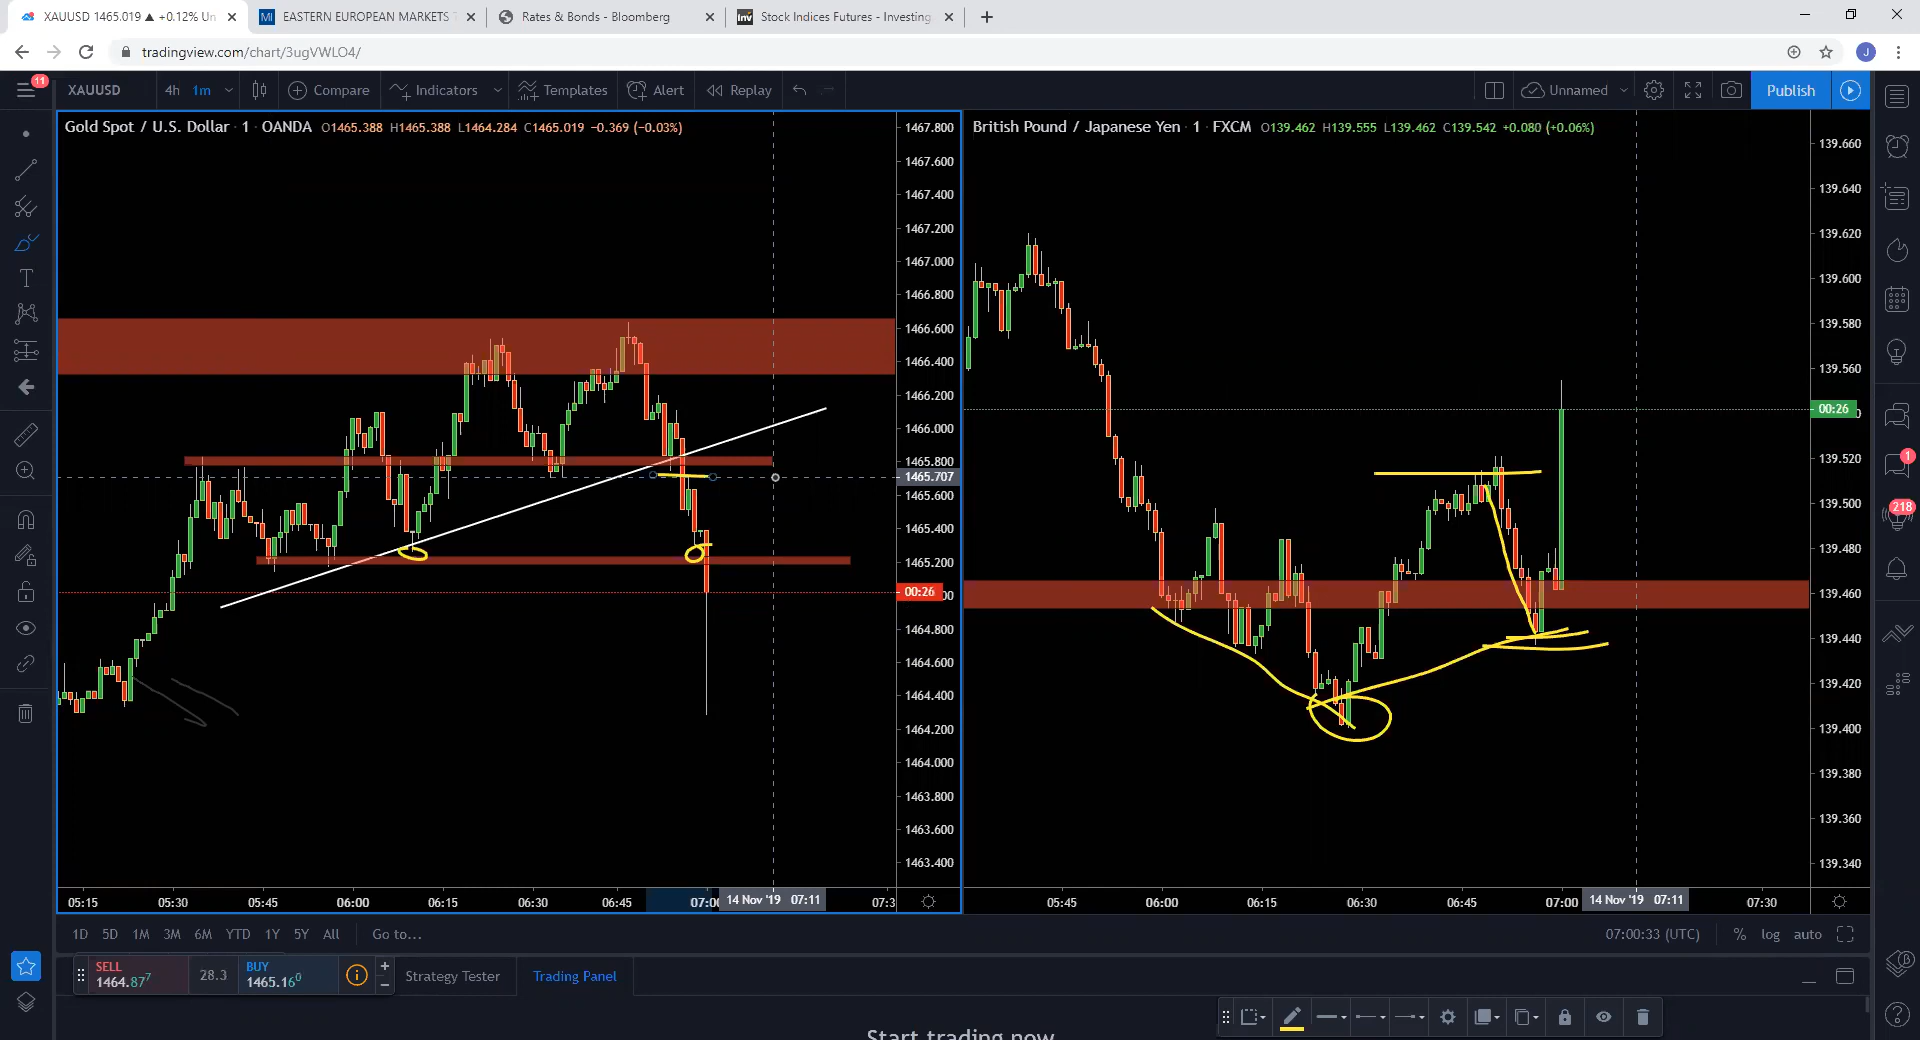 XAUUSD 1465.019 ▲ +0.12% Un
EASTERN EUROPEAN MARKETS
Rates & Bonds - Bloomberg
Stock Indices Futures - Investing
tradingview.com/chart/3ugVWLO4/
J
11
XAUUSD 4h 1m Compare Indicators Templates Alert Replay Unnamed Publish
Gold Spot / U.S. Dollar · 1 · OANDA O1465.388 H1465.388 L1464.284 C1465.019 -0.369 (-0.03%)
1467.800
1467.600
1467.400
1467.200
1467.000
1466.800
1466.600
1466.400
1466.200
1466.000
1465.800
1465.707
1465.600
1465.400
1465.200
00:26
1464.800
1464.600
1464.400
1464.200
1464.000
1463.800
1463.600
1463.400
05:15 05:30 05:45 06:00 06:15 06:30 06:45 07:00 14 Nov '19 07:11 07:3
British Pound / Japanese Yen · 1 · FXCM O139.462 H139.555 L139.462 C139.542 +0.080 (+0.06%)
139.660
139.640
139.620
139.600
139.580
139.560
00:26
139.520
139.500
139.480
139.460
139.440
139.420
139.400
139.380
139.360
139.340
05:45 06:00 06:15 06:30 06:45 07:00 14 Nov '19 07:11 07:30
1
218
1D 5D 1M 3M 6M YTD 1Y 5Y All Go to... 07:00:33 (UTC) % log auto
SELL
1464.877
28.3
BUY
1465.160
Strategy Tester Trading Panel
Start trading now